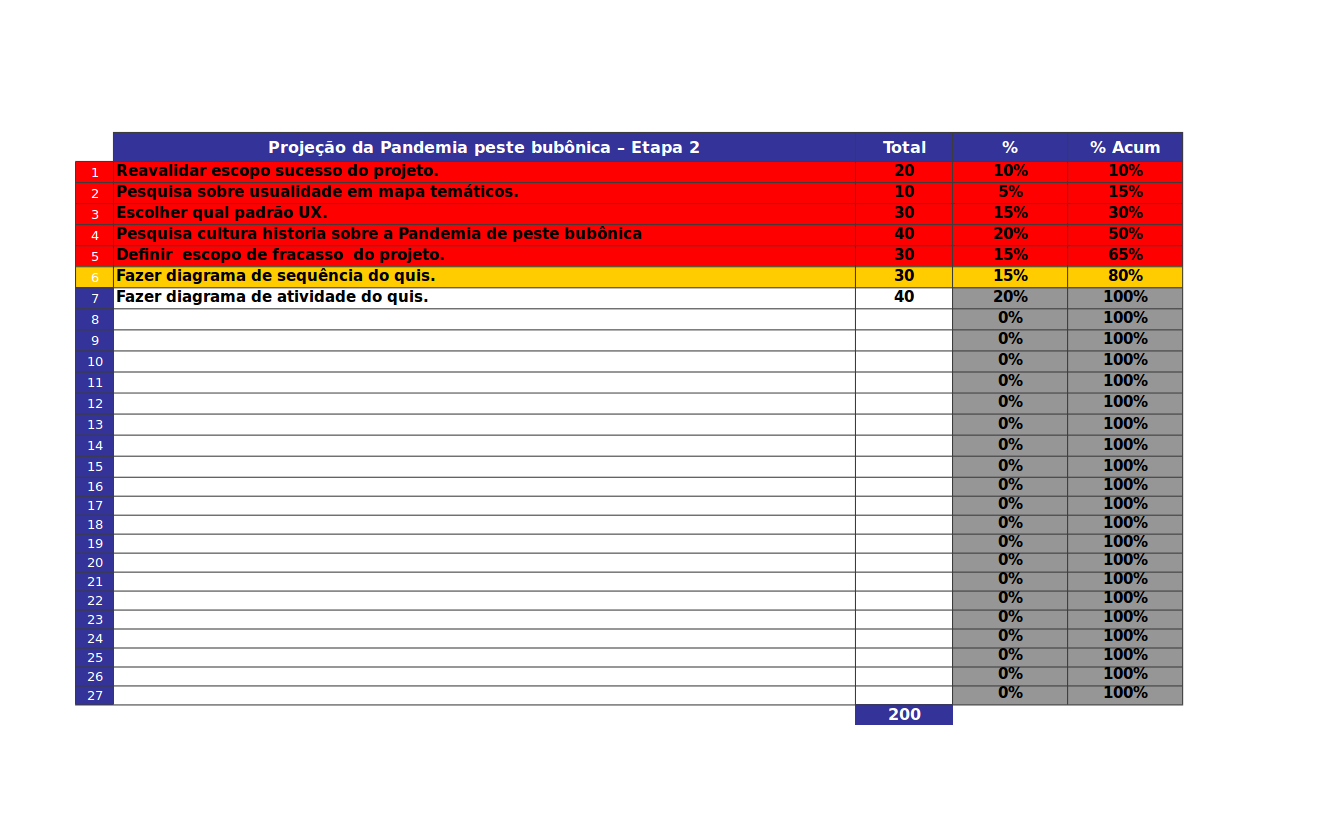 Projeção da Pandemia peste bubônica – Etapa 2 Total % % Acum
1 Reavalidar escopo sucesso do projeto. 20 10% 10%
2 Pesquisa sobre usualidade em mapa temáticos. 10 5% 15%
3 Escolher qual padrão UX. 30 15% 30%
4 Pesquisa cultura historia sobre a Pandemia de peste bubônica 40 20% 50%
5 Definir  escopo de fracasso  do projeto. 30 15% 65%
6 Fazer diagrama de sequência do quis. 30 15% 80%
7 Fazer diagrama de atividade do quis. 40 20% 100%
8 0% 100%
9 0% 100%
10 0% 100%
11 0% 100%
12 0% 100%
13 0% 100%
14 0% 100%
15 0% 100%
16 0% 100%
17 0% 100%
18 0% 100%
19 0% 100%
20 0% 100%
21 0% 100%
22 0% 100%
23 0% 100%
24 0% 100%
25 0% 100%
26 0% 100%
27 0% 100%
200